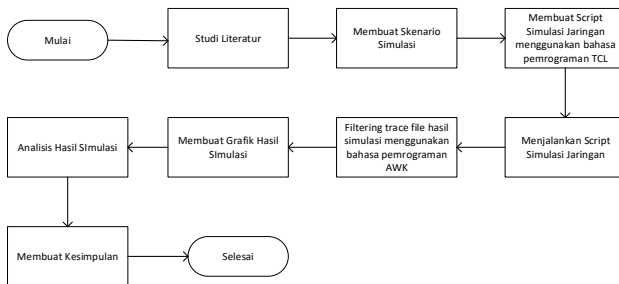 Mulai
Studi Literatur
Membuat Skenario
Simulasi
Membuat Script
Simulasi Jaringan
menggunakan bahasa
pemrograman TCL
Menjalankan Script
Simulasi Jaringan
Filtering trace file hasil
simulasi menggunakan
bahasa pemrograman
AWK
Membuat Grafik Hasil
SImulasi
Analisis Hasil SImulasi
Membuat Kesimpulan
Selesai